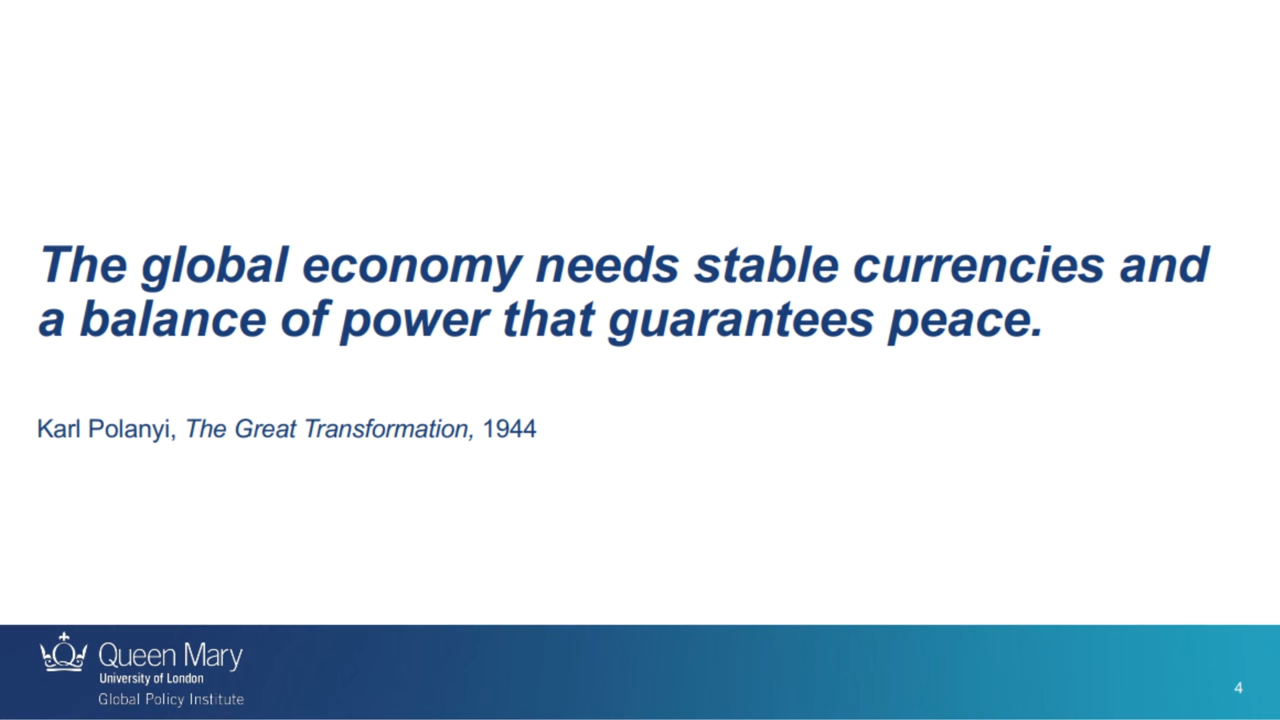 The global economy needs stable currencies and
a balance of power that guarantees peace.
Karl Polanyi, The Great Transformation, 1944
Queen Mary
University of London
Global Policy Institute
4